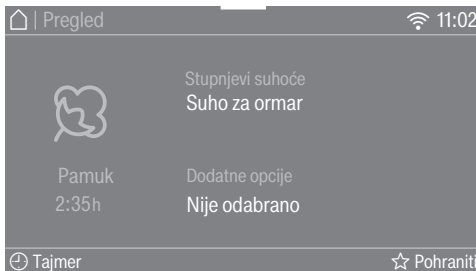 | Pregled
11:02
Stupnjevi suhoće
Suho za ormar
Pamuk
2:35h
Dodatne opcije
Nije odabrano
Tajmer
Pohraniti